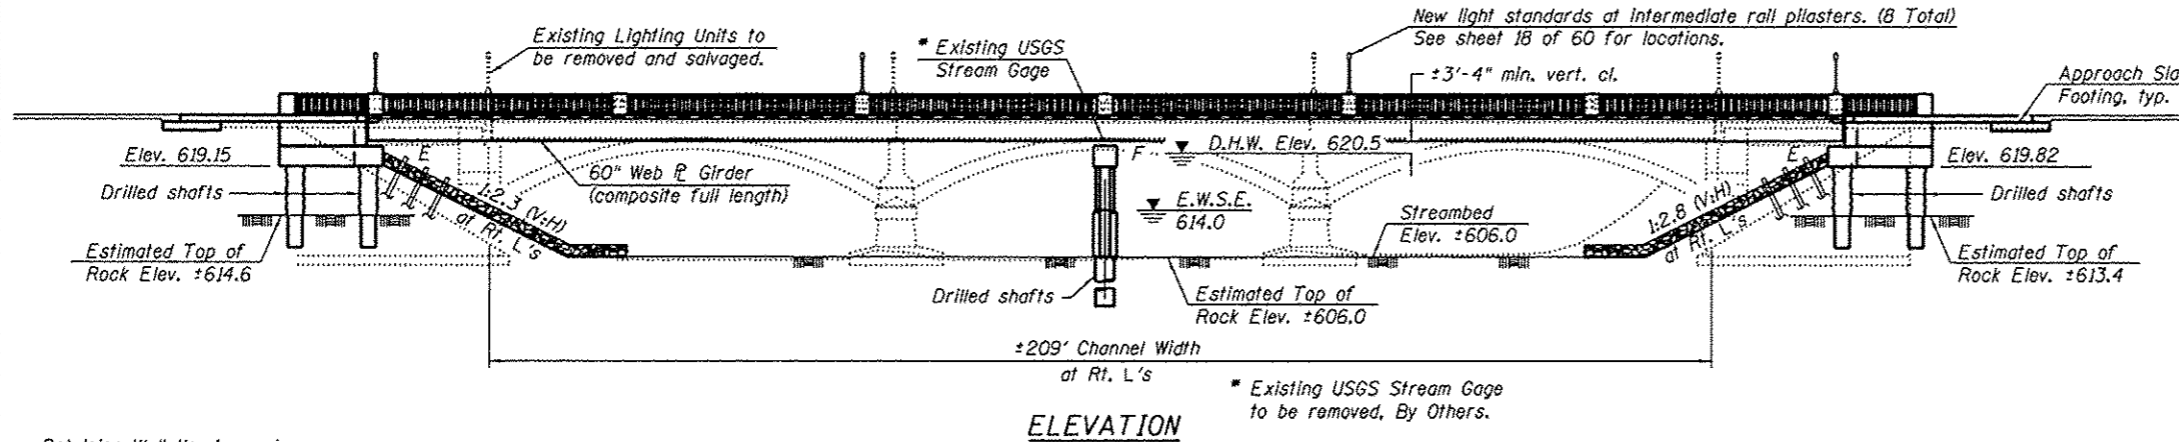 New light standards at intermediate rail pilasters. (8 Total)
See sheet 18 of 60 for locations.
Existing Lighting Units to
be removed and salvaged.
* Existing USGS
Stream Gage
±3'-4" min. vert. cl.
Approach Sla
Footing, typ.
Elev. 619.15
E
F
D.H.W. Elev. 620.5
E
Elev. 619.82
Drilled shafts
60" Web ℄ Girder
(composite full length)
1:2.3 (V:H)
at Rt. L's
E.W.S.E.
614.0
Streambed
Elev. ±606.0
1:2.8 (V:H)
at Rt. L's
Drilled shafts
Estimated Top of
Rock Elev. ±614.6
Estimated Top of
Rock Elev. ±613.4
Drilled shafts
Estimated Top of
Rock Elev. ±606.0
±209' Channel Width
at Rt. L's
* Existing USGS Stream Gage
to be removed, By Others.
ELEVATION